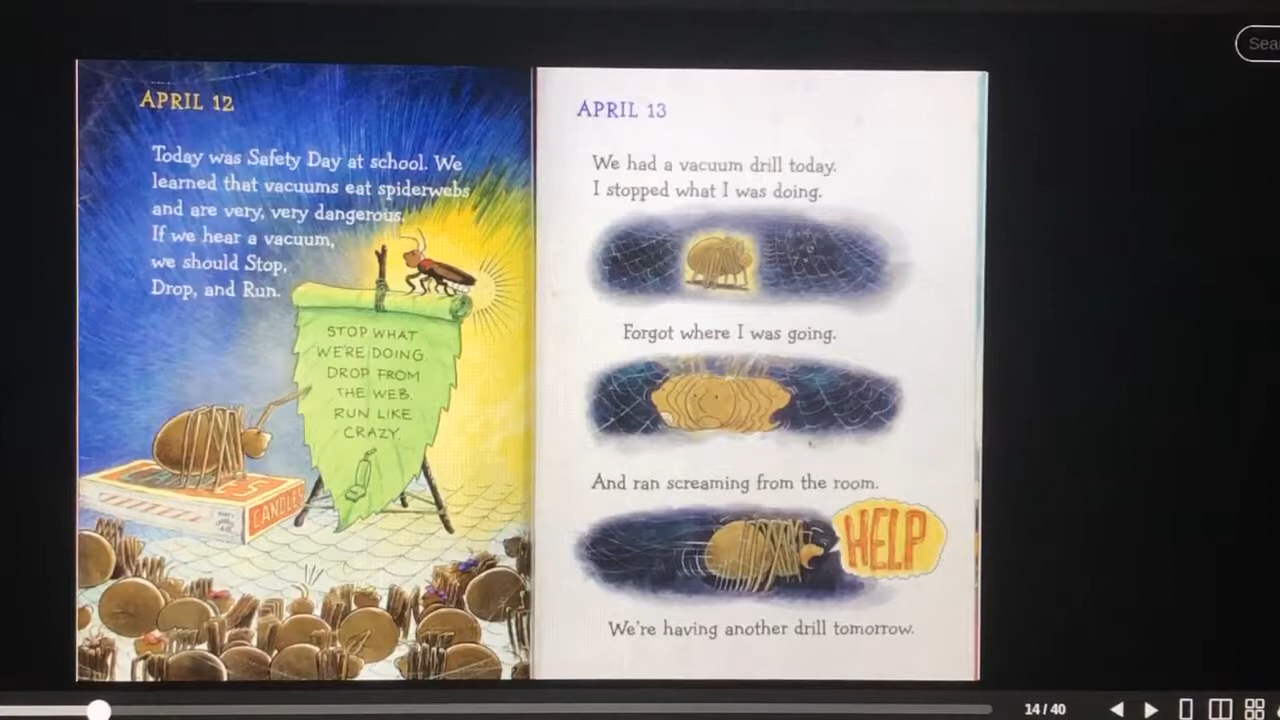 Sea
APRIL 12
Today was Safety Day at school. We
learned that vacuums eat spiderwebs
and are very, very dangerous.
If we hear a vacuum,
we should Stop,
Drop, and Run.
STOP WHAT
WE'RE DOING
DROP FROM
THE WEB.
RUN LIKE
CRAZY.
CANDLES
APRIL 13
We had a vacuum drill today.
I stopped what I was doing.
Forgot where I was going.
And ran screaming from the room.
HELP
We're having another drill tomorrow.
14 / 40